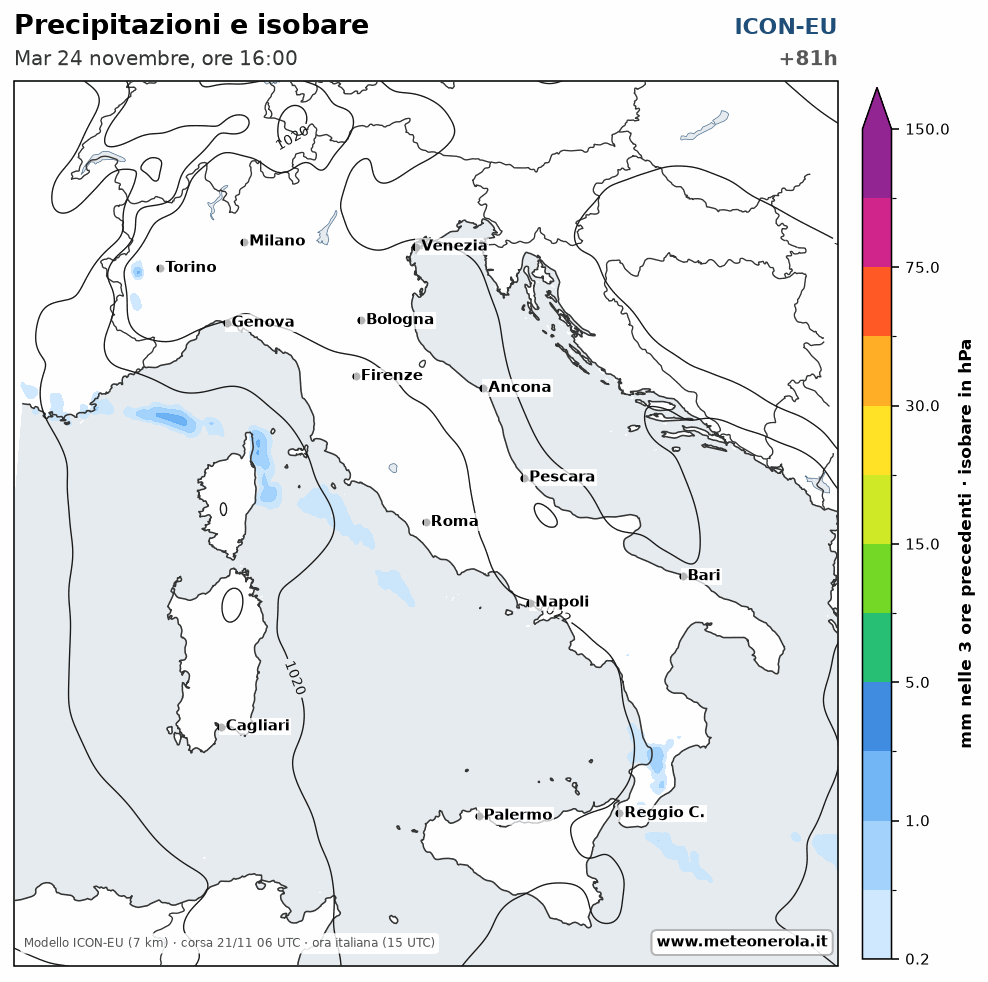 Precipitazioni e isobare
ICON-EU
Mar 24 novembre, ore 16:00
+81h
1020
Milano
Venezia
Torino
Genova
Bologna
Firenze
Ancona
Pescara
Roma
Bari
Napoli
1020
Cagliari
Palermo
Reggio C.
Modello ICON-EU (7 km) · corsa 21/11 06 UTC · ora italiana (15 UTC)
www.meteonerola.it
150.0
75.0
30.0
15.0
5.0
1.0
0.2
mm nelle 3 ore precedenti · isobare in hPa